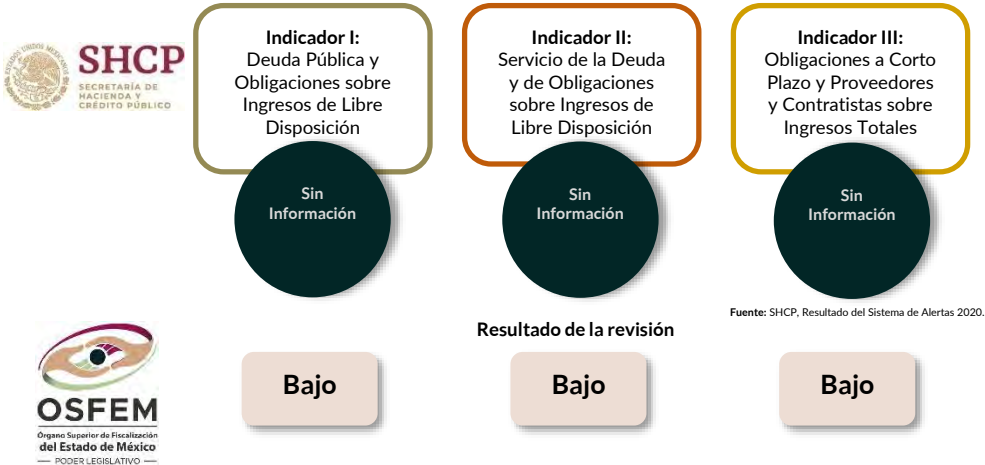 ESTADOS UNIDOS MEXICANOS
SHCP
SECRETARÍA DE
HACIENDA Y
CRÉDITO PÚBLICO
Indicador I:
Deuda Pública y
Obligaciones sobre
Ingresos de Libre
Disposición
Sin
Información
Indicador II:
Servicio de la Deuda
y de Obligaciones
sobre Ingresos de
Libre Disposición
Sin
Información
Indicador III:
Obligaciones a Corto
Plazo y Proveedores
y Contratistas sobre
Ingresos Totales
Sin
Información
Fuente: SHCP, Resultado del Sistema de Alertas 2020.
Resultado de la revisión
OSFEM
Órgano Superior de Fiscalización
del Estado de México
PODER LEGISLATIVO
Bajo
Bajo
Bajo